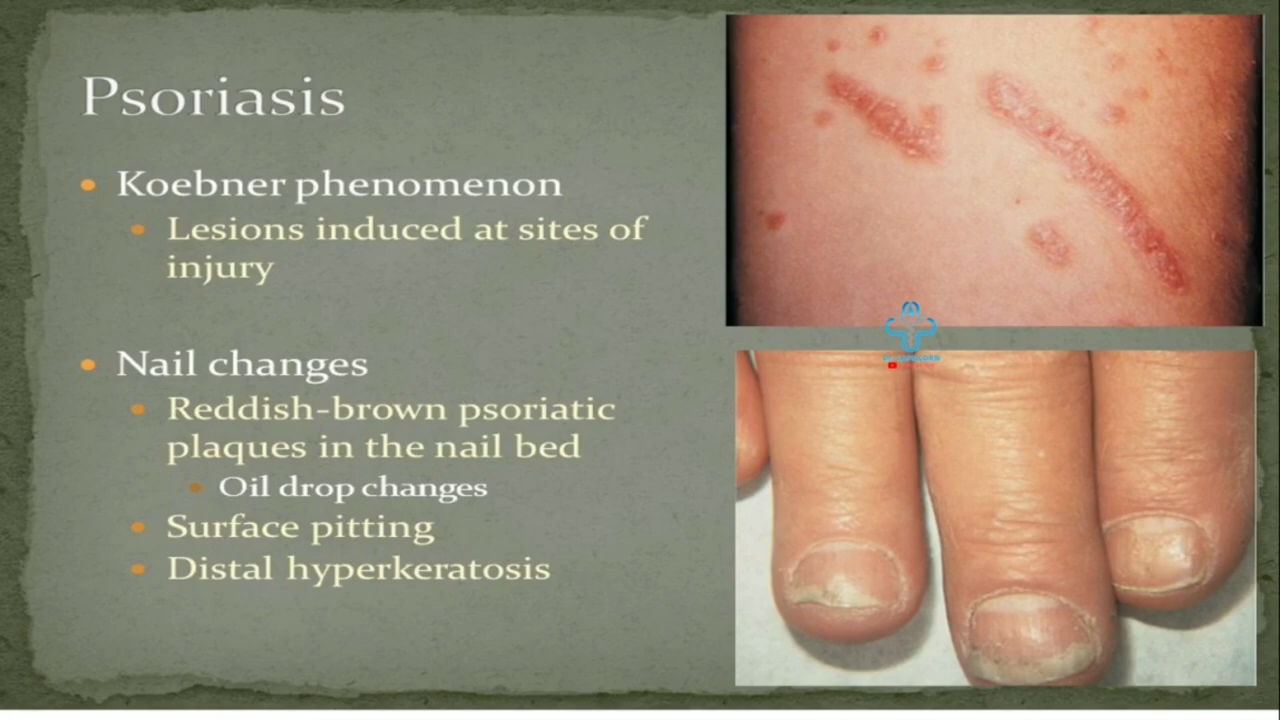 Psoriasis
Koebner phenomenon
Lesions induced at sites of
injury
Nail changes
Reddish-brown psoriatic
plaques in the nail bed
Oil drop changes
Surface pitting
Distal hyperkeratosis